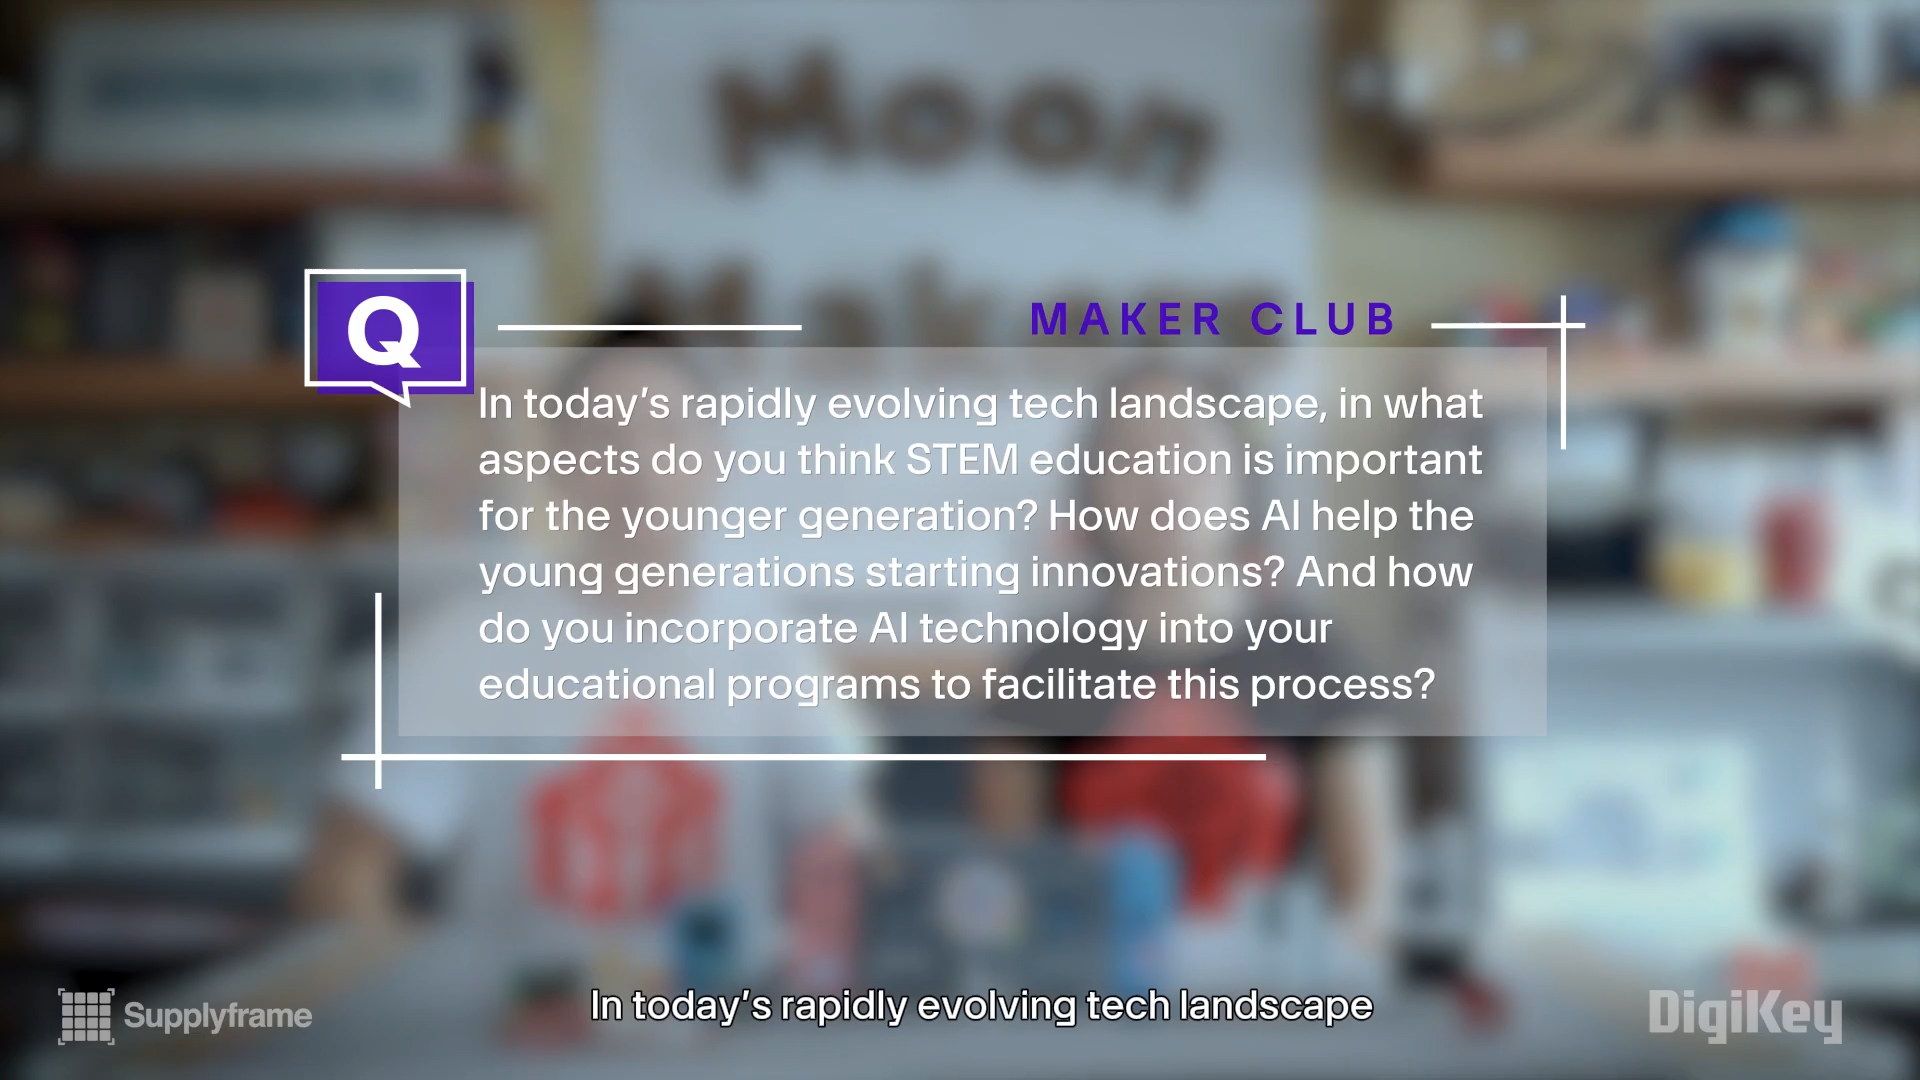 Moon
Maker
Q
MAKER CLUB
In today's rapidly evolving tech landscape, in what
aspects do you think STEM education is important
for the younger generation? How does AI help the
young generations starting innovations? And how
do you incorporate AI technology into your
educational programs to facilitate this process?
In today's rapidly evolving tech landscape
Supplyframe
DigiKey